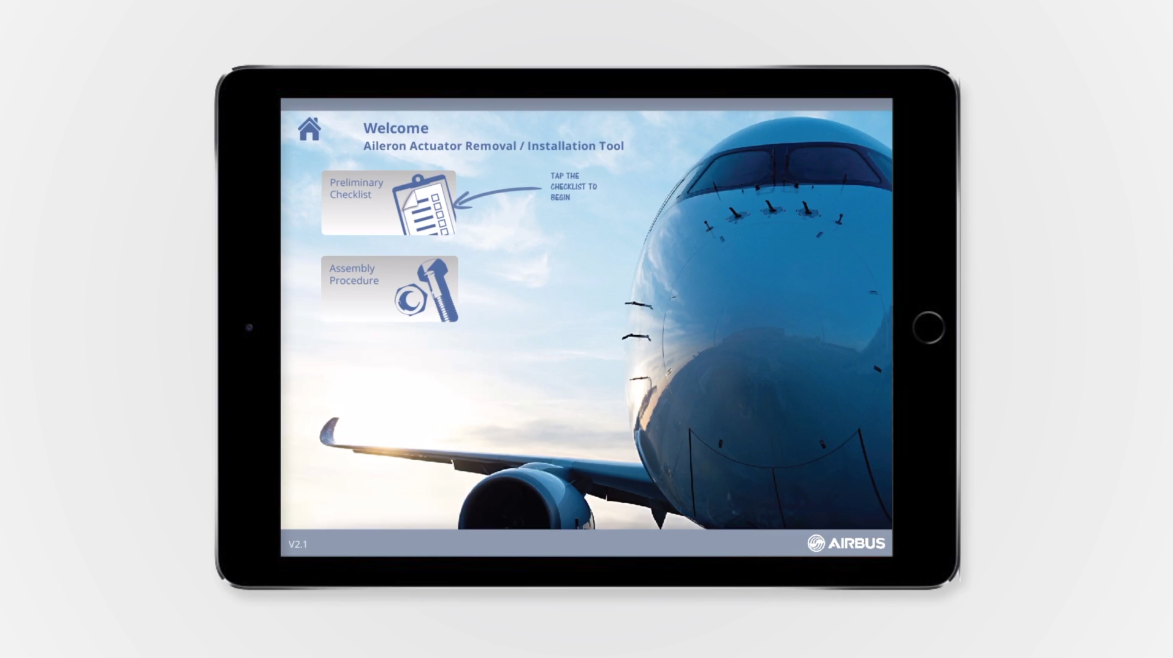 Welcome
Aileron Actuator Removal / Installation Tool
Preliminary
Checklist
TAP THE
CHECKLIST TO
BEGIN
Assembly
Procedure
V2.1
AIRBUS